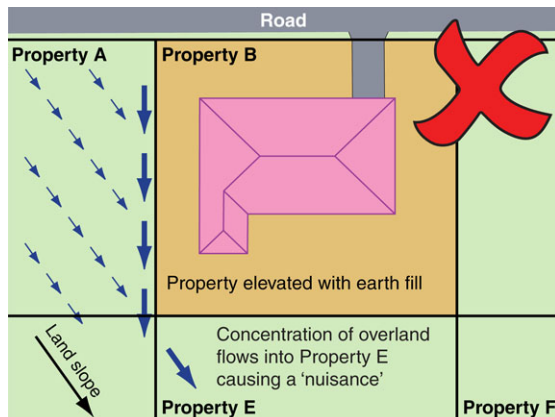 Road
Property A
Property B
Property elevated with earth fill
Land slope
Concentration of overland
flows into Property E
causing a ‘nuisance’
Property E
Property F